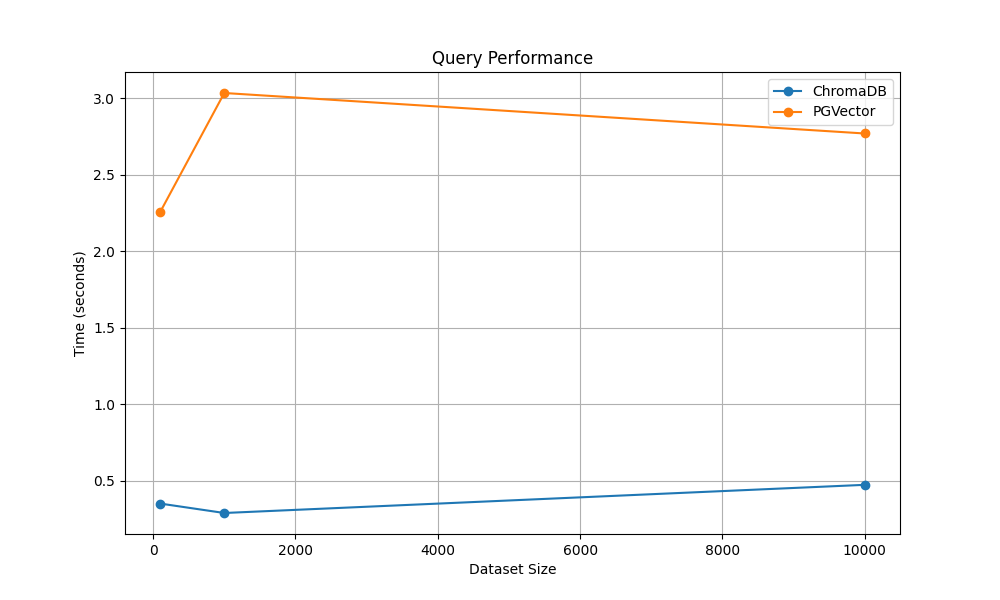 Query Performance
ChromaDB
PGVector
3.0
2.5
2.0
1.5
1.0
0.5
Time (seconds)
0 2000 4000 6000 8000 10000
Dataset Size